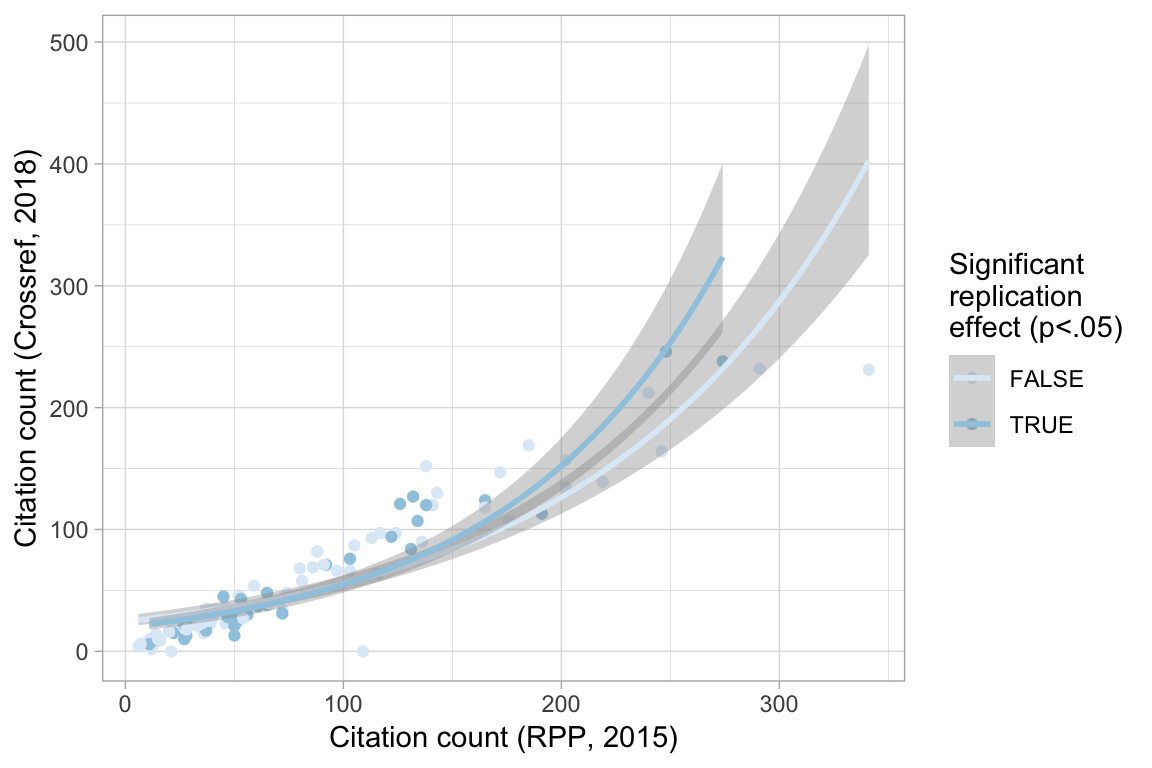 500
400
300
200
100
0
Citation count (Crossref, 2018)
0 100 200 300
Citation count (RPP, 2015)
Significant
replication
effect (p<.05)
FALSE
TRUE